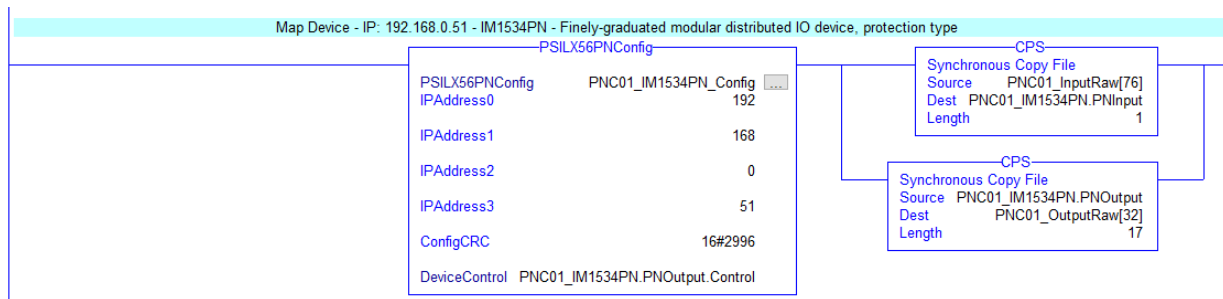 Map Device - IP: 192.168.0.51 - IM1534PN - Finely-graduated modular distributed IO device, protection type
PSILX56PNConfig
PSILX56PNConfig PNC01_IM1534PN_Config ...
IPAddress0 192
IPAddress1 168
IPAddress2 0
IPAddress3 51
ConfigCRC 16#2996
DeviceControl PNC01_IM1534PN.PNOutput.Control
CPS
Synchronous Copy File
Source PNC01_InputRaw[76]
Dest PNC01_IM1534PN.PNInput
Length 1
CPS
Synchronous Copy File
Source PNC01_IM1534PN.PNOutput
Dest PNC01_OutputRaw[32]
Length 17